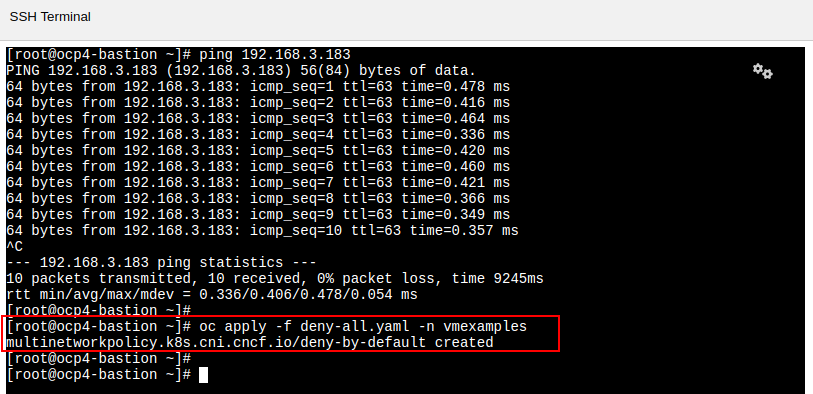 SSH Terminal
[root@ocp4-bastion ~]# ping 192.168.3.183
PING 192.168.3.183 (192.168.3.183) 56(84) bytes of data.
64 bytes from 192.168.3.183: icmp_seq=1 ttl=63 time=0.478 ms
64 bytes from 192.168.3.183: icmp_seq=2 ttl=63 time=0.416 ms
64 bytes from 192.168.3.183: icmp_seq=3 ttl=63 time=0.464 ms
64 bytes from 192.168.3.183: icmp_seq=4 ttl=63 time=0.336 ms
64 bytes from 192.168.3.183: icmp_seq=5 ttl=63 time=0.420 ms
64 bytes from 192.168.3.183: icmp_seq=6 ttl=63 time=0.460 ms
64 bytes from 192.168.3.183: icmp_seq=7 ttl=63 time=0.421 ms
64 bytes from 192.168.3.183: icmp_seq=8 ttl=63 time=0.366 ms
64 bytes from 192.168.3.183: icmp_seq=9 ttl=63 time=0.349 ms
64 bytes from 192.168.3.183: icmp_seq=10 ttl=63 time=0.357 ms
^C
--- 192.168.3.183 ping statistics ---
10 packets transmitted, 10 received, 0% packet loss, time 9245ms
rtt min/avg/max/mdev = 0.336/0.406/0.478/0.054 ms
[root@ocp4-bastion ~]#
[root@ocp4-bastion ~]# oc apply -f deny-all.yaml -n vmexamples
multinetworkpolicy.k8s.cni.cncf.io/deny-by-default created
[root@ocp4-bastion ~]#
[root@ocp4-bastion ~]#